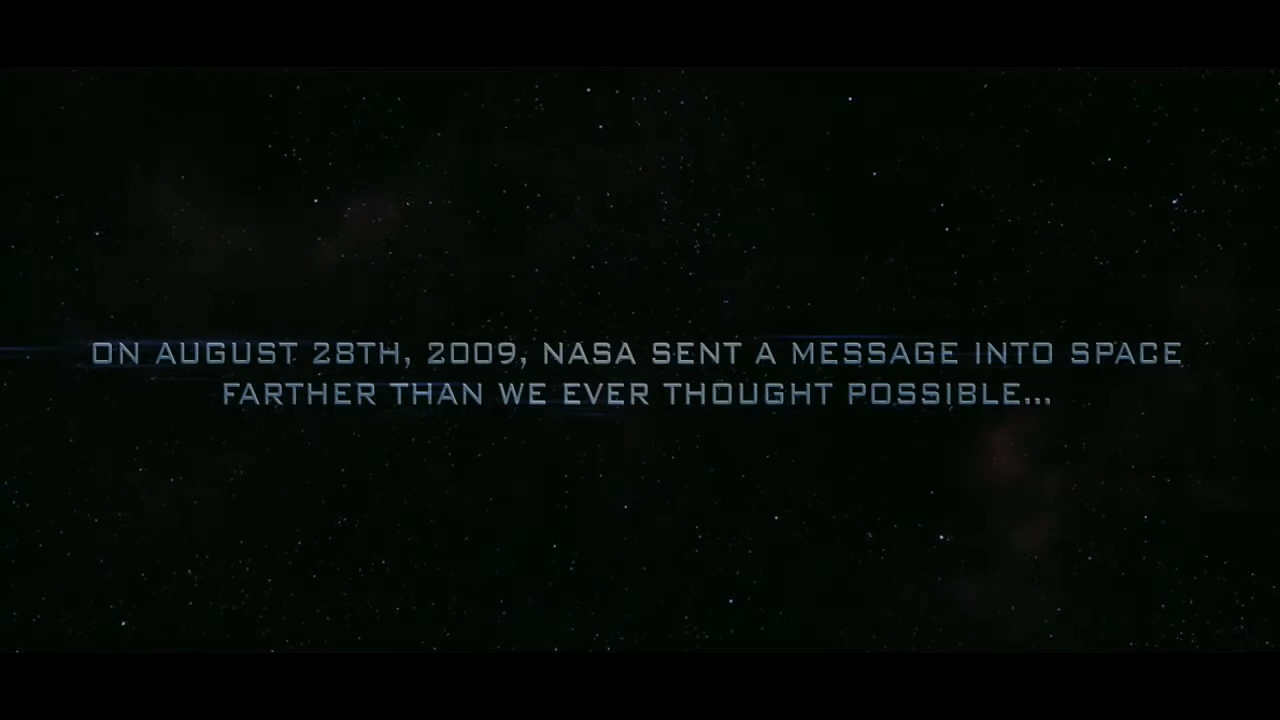 ON AUGUST 28TH, 2009, NASA SENT A MESSAGE INTO SPACE
FARTHER THAN WE EVER THOUGHT POSSIBLE...